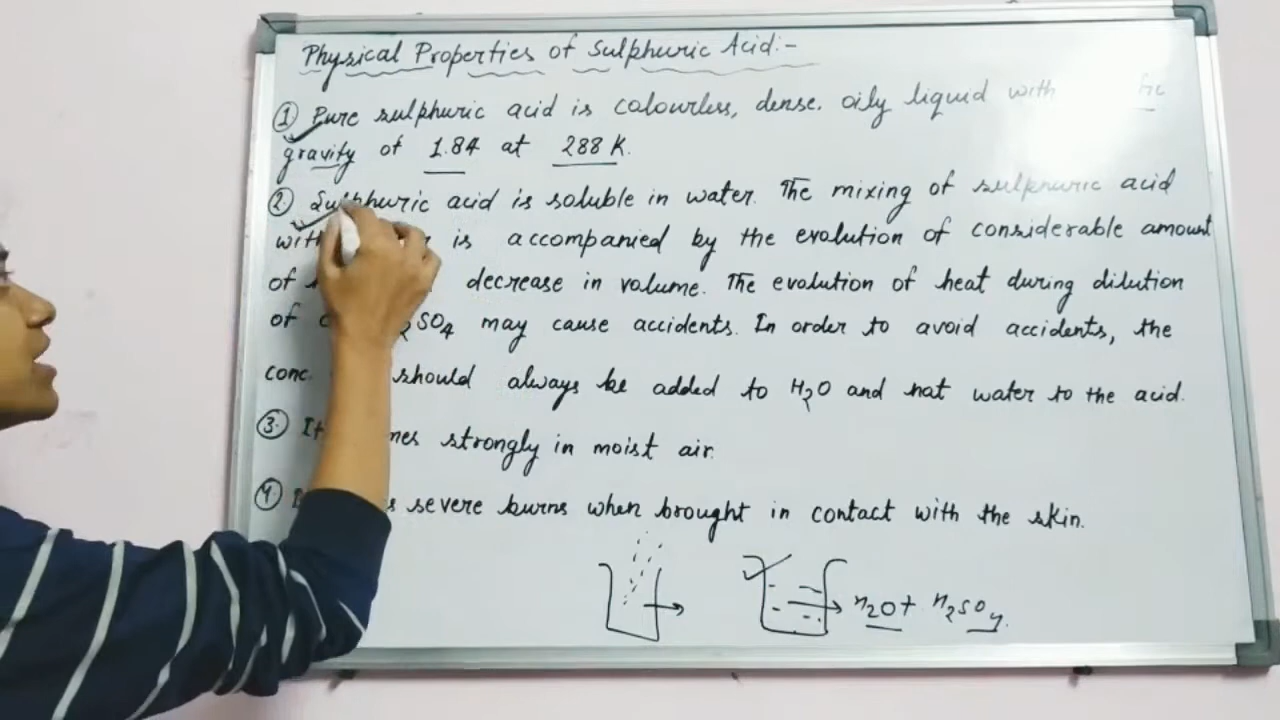 Physical Properties of Sulphuric Acid:-
① Pure sulphuric acid is colourless, dense, oily liquid with
gravity of 1.84 at 288 K.
② Sulphuric acid is soluble in water. The mixing of sulphuric acid
with is accompanied by the evolution of considerable amount
of decrease in volume. The evolution of heat during dilution
of SO4 may cause accidents. In order to avoid accidents, the
conc. should always be added to H2O and not water to the acid.
③ It strongly in moist air.
④ severe burns when brought in contact with the skin.
H2O + H2SO4.